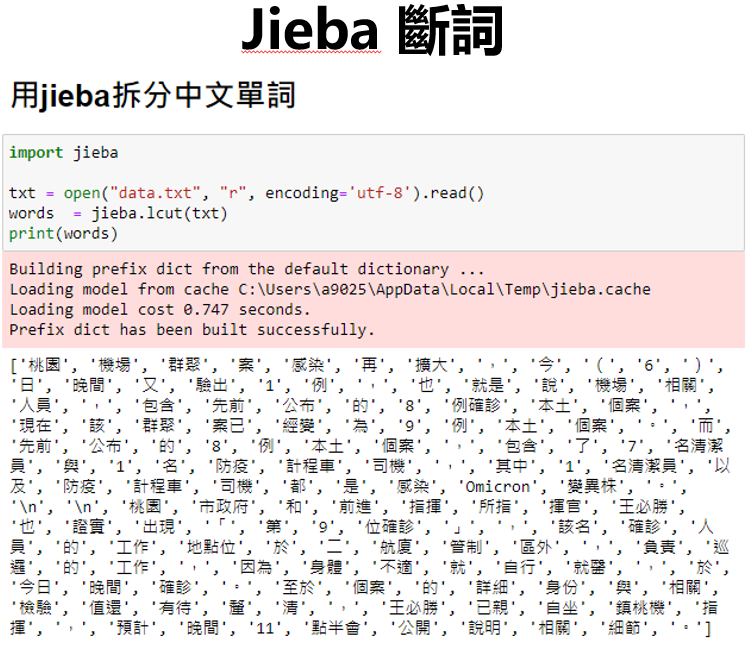 Jieba 斷詞
用jieba拆分中文單詞
import jieba
txt = open("data.txt", "r", encoding='utf-8').read()
words  = jieba.lcut(txt)
print(words)
Building prefix dict from the default dictionary ...
Loading model from cache C:\Users\a9025\AppData\Local\Temp\jieba.cache
Loading model cost 0.747 seconds.
Prefix dict has been built successfully.
['桃園', '機場', '群聚', '案', '感染', '再', '擴大', '，', '今', '（', '6', '）',
'日', '晚間', '又', '驗出', '1', '例', '，', '也', '就是', '說', '機場', '相關',
'人員', '，', '包含', '先前', '公布', '的', '8', '例確診', '本土', '個案', '，',
'現在', '該', '群聚', '案已', '經變', '為', '9', '例', '本土', '個案', '。', '而',
'先前', '公布', '的', '8', '例', '本土', '個案', '，', '包含', '了', '7', '名清潔
員', '與', '1', '名', '防疫', '計程車', '司機', '，', '其中', '1', '名清潔員', '以
及', '防疫', '計程車', '司機', '都', '是', '感染', 'Omicron', '變異株', '。',
'\n', '\n', '桃園', '市政府', '和', '前進', '指揮', '所指', '揮官', '王必勝',
'也', '證實', '出現', '「', '第', '9', '位確診', '」', '，', '該名', '確診', '人
員', '的', '工作', '地點位', '於', '二', '航廈', '管制', '區外', '，', '負責', '巡
邏', '的', '工作', '，', '因為', '身體', '不適', '就', '自行', '就醫', '，', '於',
'今日', '晚間', '確診', '。', '至於', '個案', '的', '詳細', '身份', '與', '相關',
'檢驗', '值還', '有待', '釐', '清', '，', '王必勝', '已親', '自坐', '鎮桃機', '指
揮', '，', '預計', '晚間', '11', '點半會', '公開', '說明', '相關', '細節', '。']